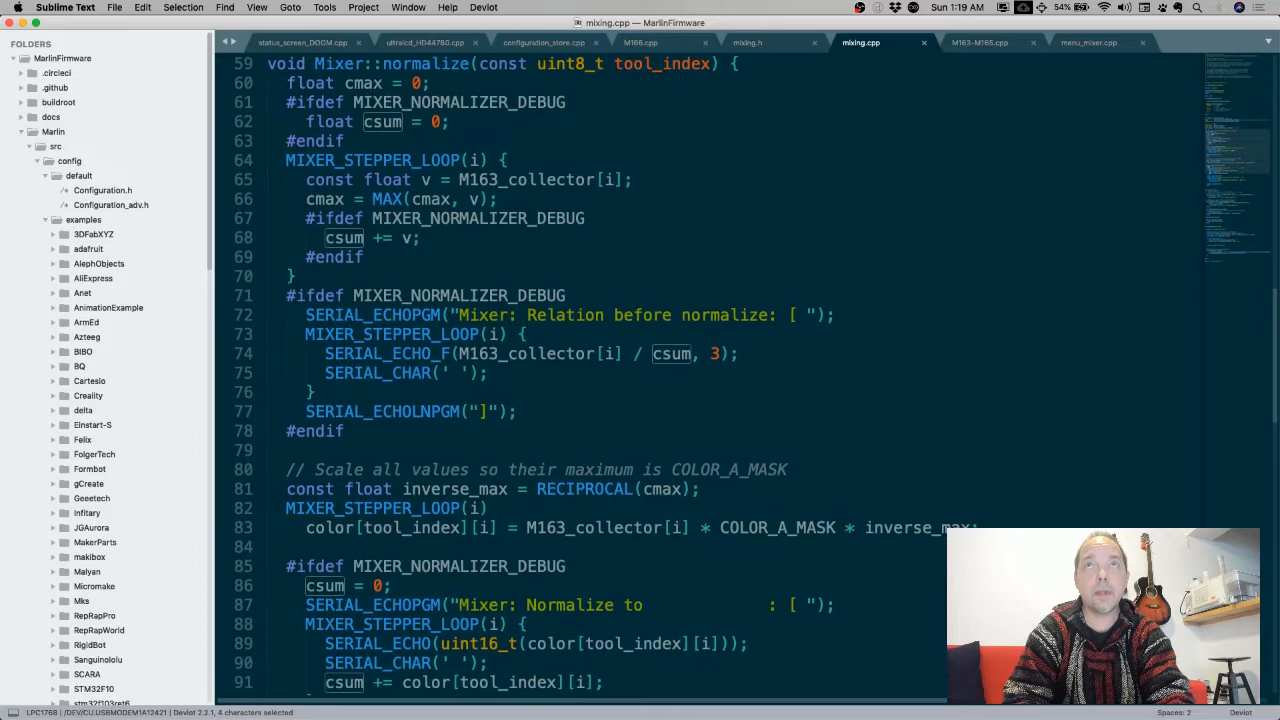 Sublime Text File Edit Selection Find View Goto Tools Project Window Help Deviot 54% 1:19 AM
mixing.cpp — MarlinFirmware
FOLDERS
MarlinFirmware
.circleci
.github
buildroot
docs
Marlin
src
config
default
/* Configuration.h
/* Configuration_adv.h
examples
3DFabXYZ
adafruit
AlephObjects
AliExpress
Anet
AnimationExample
ArmEd
Azteeg
BIBO
BQ
Cartesio
Creality
delta
Einstart-S
Felix
FolgerTech
Formbot
gCreate
Geeetech
Infitary
JGAurora
MakerParts
makibox
Malyan
Micromake
Mks
RepRapPro
RepRapWorld
RigidBot
Sanguinololu
SCARA
STM32F10
stm32f103ret6
status_screen_DOGM.cpp × ultralcd_HD44780.cpp × configuration_store.cpp × M166.cpp × mixing.h × mixing.cpp × M163-M165.cpp × menu_mixer.cpp ×
59 void Mixer::normalize(const uint8_t tool_index) {
60 float cmax = 0;
61 #ifdef MIXER_NORMALIZER_DEBUG
62 float csum = 0;
63 #endif
64 MIXER_STEPPER_LOOP(i) {
65 const float v = M163_collector[i];
66 cmax = MAX(cmax, v);
67 #ifdef MIXER_NORMALIZER_DEBUG
68 csum += v;
69 #endif
70 }
71 #ifdef MIXER_NORMALIZER_DEBUG
72 SERIAL_ECHOPGM("Mixer: Relation before normalize: [ ");
73 MIXER_STEPPER_LOOP(i) {
74 SERIAL_ECHO_F(M163_collector[i] / csum, 3);
75 SERIAL_CHAR(' ');
76 }
77 SERIAL_ECHOLNPGM("]");
78 #endif
79
80 // Scale all values so their maximum is COLOR_A_MASK
81 const float inverse_max = RECIPROCAL(cmax);
82 MIXER_STEPPER_LOOP(i)
83 color[tool_index][i] = M163_collector[i] * COLOR_A_MASK * inverse_max;
84
85 #ifdef MIXER_NORMALIZER_DEBUG
86 csum = 0;
87 SERIAL_ECHOPGM("Mixer: Normalize to : [ ");
88 MIXER_STEPPER_LOOP(i) {
89 SERIAL_ECHO(uint16_t(color[tool_index][i]));
90 SERIAL_CHAR(' ');
91 csum += color[tool_index][i];
LPC1768 | /DEV/CU.USBMODEM1A12421 | Deviot 2.2.1, 4 characters selected Spaces: 2 Deviot